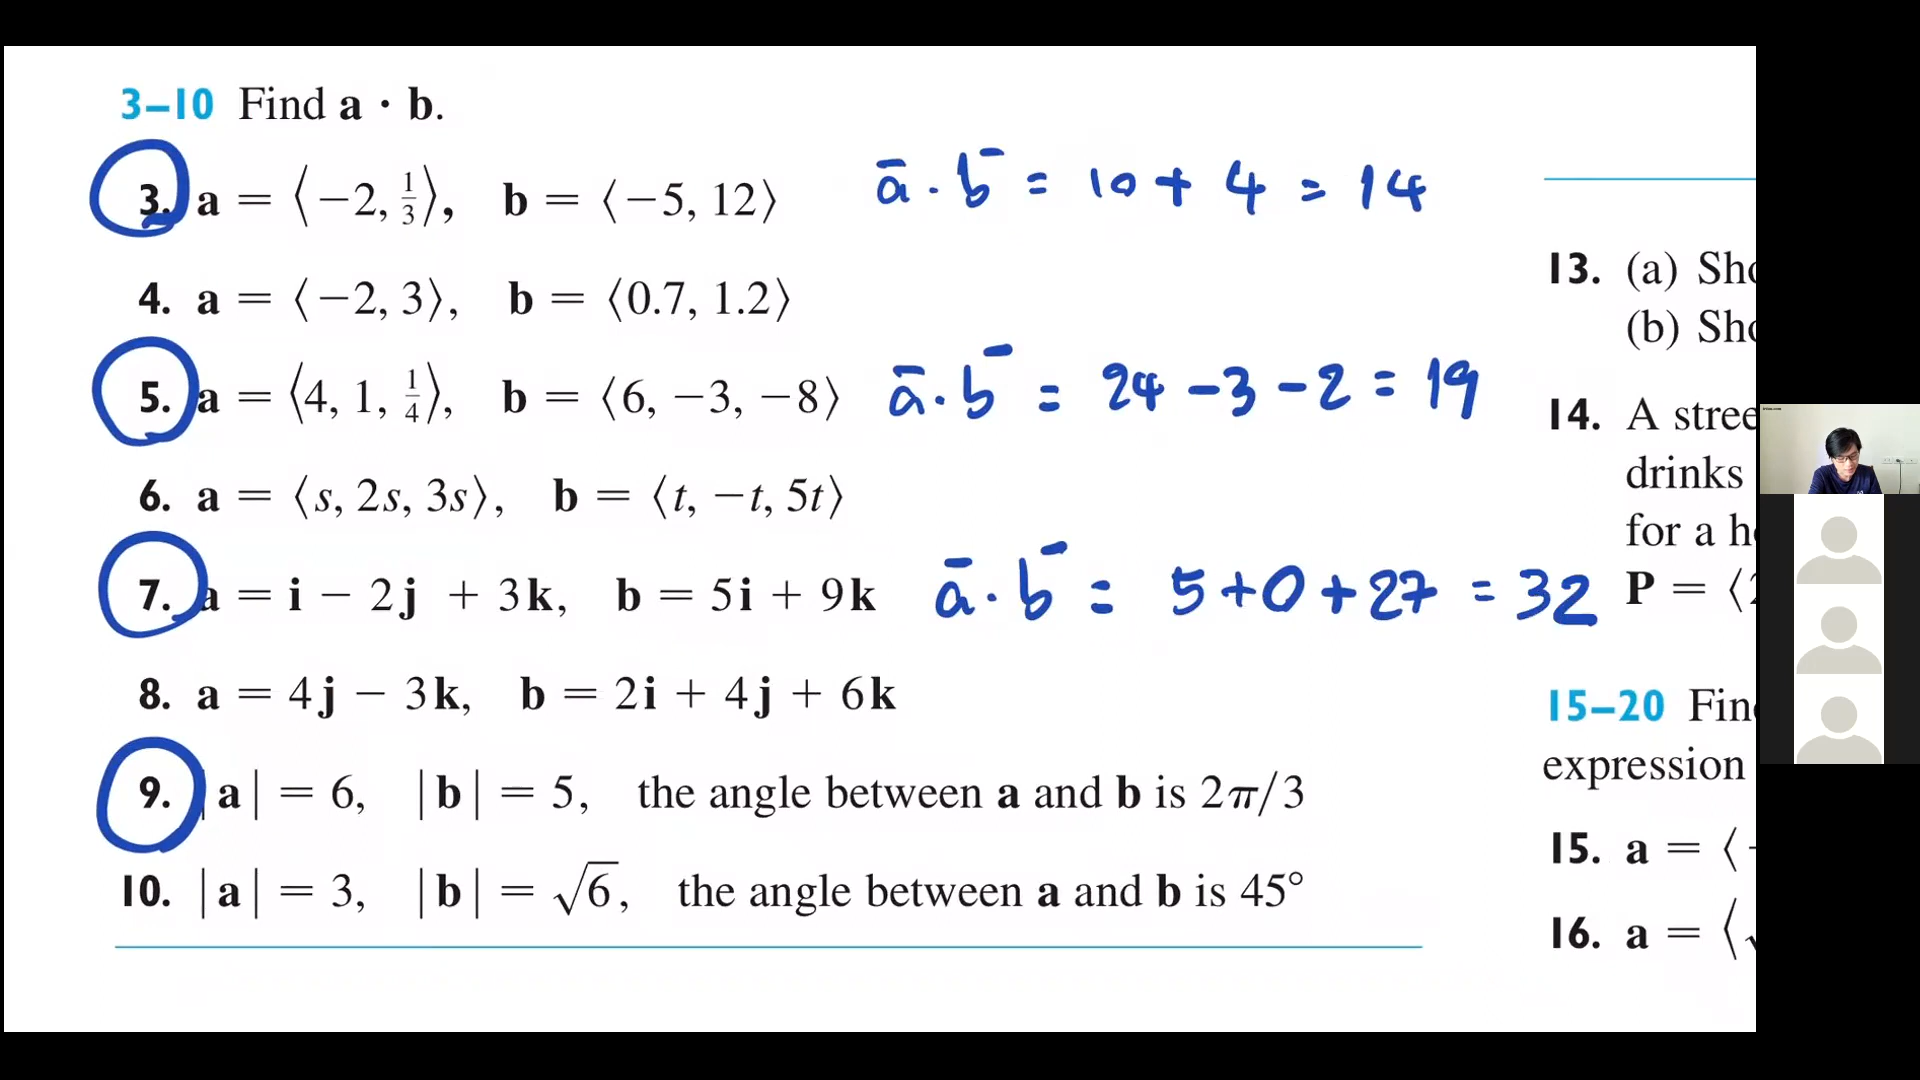 3–10 Find a · b.
3. a = ⟨−2, 1/3⟩, b = ⟨−5, 12⟩ ā · b̄ = 10 + 4 = 14
4. a = ⟨−2, 3⟩, b = ⟨0.7, 1.2⟩
5. a = ⟨4, 1, 1/4⟩, b = ⟨6, −3, −8⟩ ā · b̄ = 24 − 3 − 2 = 19
6. a = ⟨s, 2s, 3s⟩, b = ⟨t, −t, 5t⟩
7. a = i − 2j + 3k, b = 5i + 9k ā · b̄ = 5 + 0 + 27 = 32
8. a = 4j − 3k, b = 2i + 4j + 6k
9. |a| = 6, |b| = 5, the angle between a and b is 2π/3
10. |a| = 3, |b| = √6, the angle between a and b is 45°
13. (a) Sho
(b) Sho
14. A stree
drinks
for a h
P = ⟨2
15–20 Fin
expression
15. a = ⟨−
16. a = ⟨√